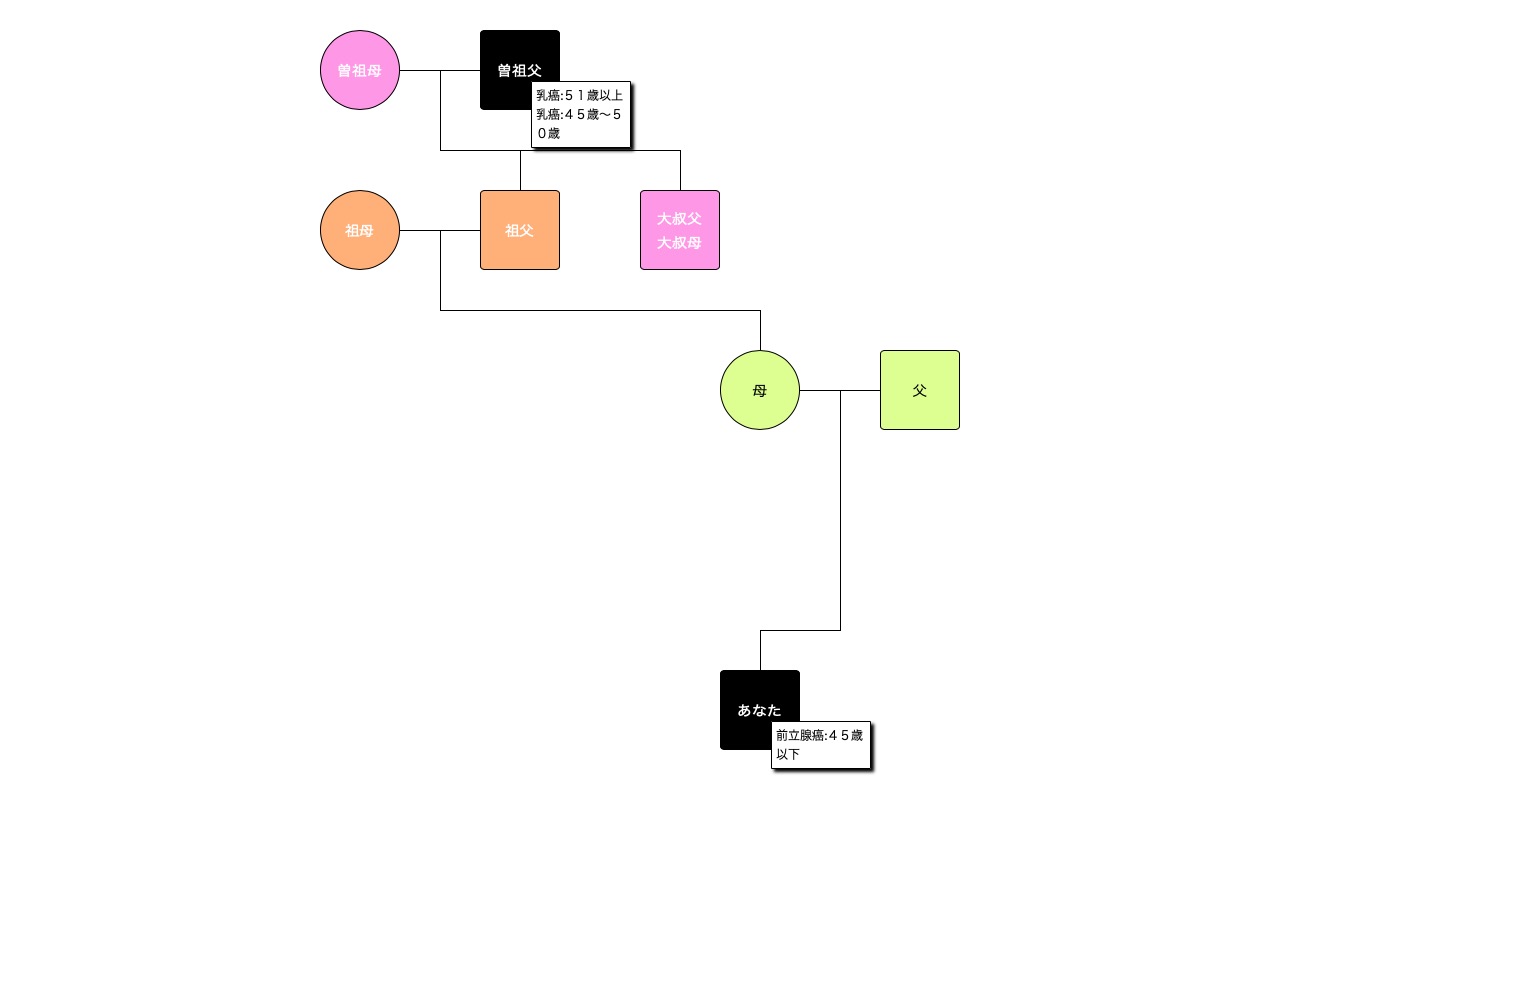 曽祖母
曽祖父
乳癌:５１歳以上
乳癌:４５歳〜５
０歳
祖母
祖父
大叔父
大叔母
母
父
あなた
前立腺癌:４５歳
以下